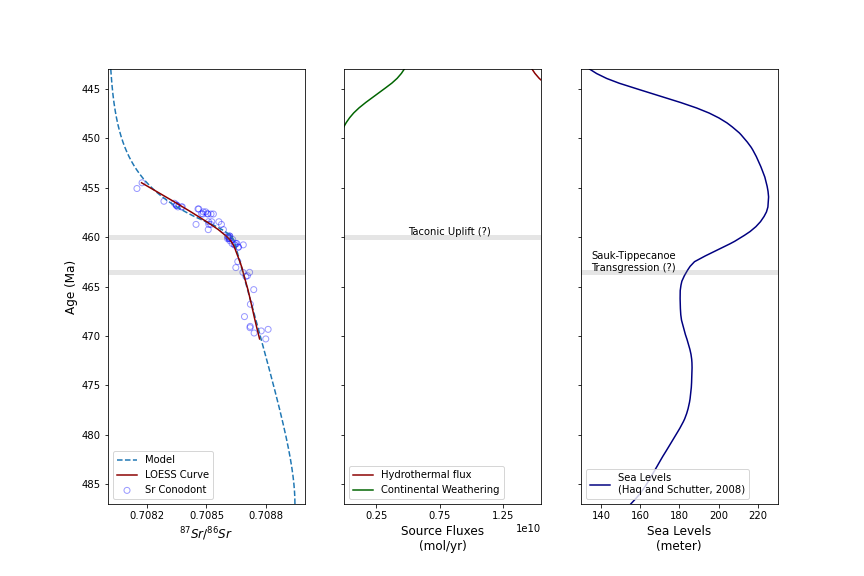 445
450
455
460
465
470
475
480
485
Age (Ma)
Model
LOESS Curve
Sr Conodont
0.7082
0.7085
0.7088
⁸⁷Sr/⁸⁶Sr
Taconic Uplift (?)
Hydrothermal flux
Continental Weathering
0.25
0.75
1.25
1e10
Source Fluxes
(mol/yr)
Sauk-Tippecanoe
Transgression (?)
Sea Levels
(Haq and Schutter, 2008)
140
160
180
200
220
Sea Levels
(meter)